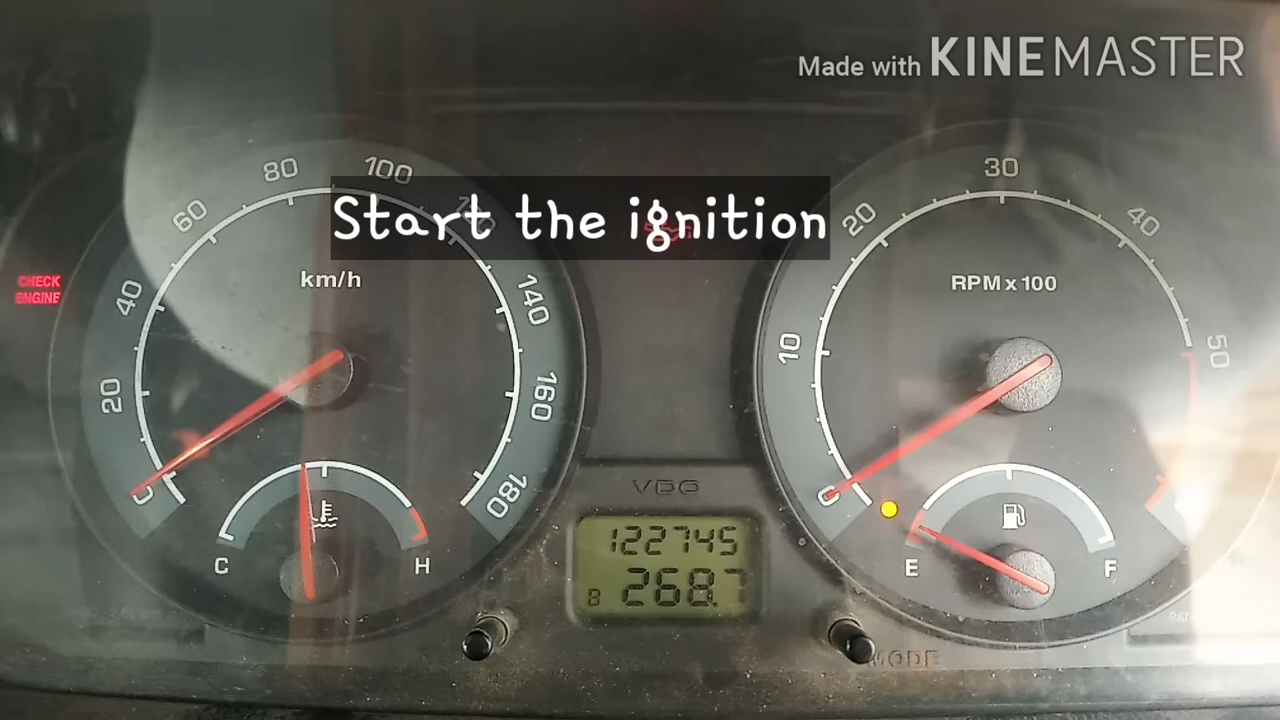 Made with KINEMASTER
Start the ignition
CHECK
ENGINE
0
20
40
60
80
100
140
160
180
km/h
C
H
VDO
122745
B 268.7
0
10
20
30
40
50
RPM x 100
E
F
MODE